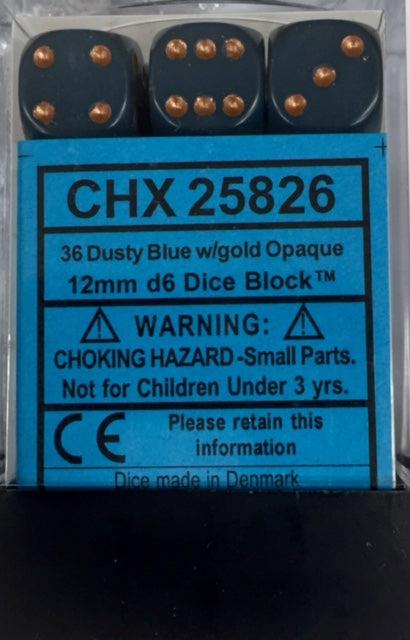 CHX 25826
36 Dusty Blue w/gold Opaque
12mm d6 Dice Block™
WARNING:
CHOKING HAZARD -Small Parts.
Not for Children Under 3 yrs.
CE
Please retain this
information
Dice made in Denmark